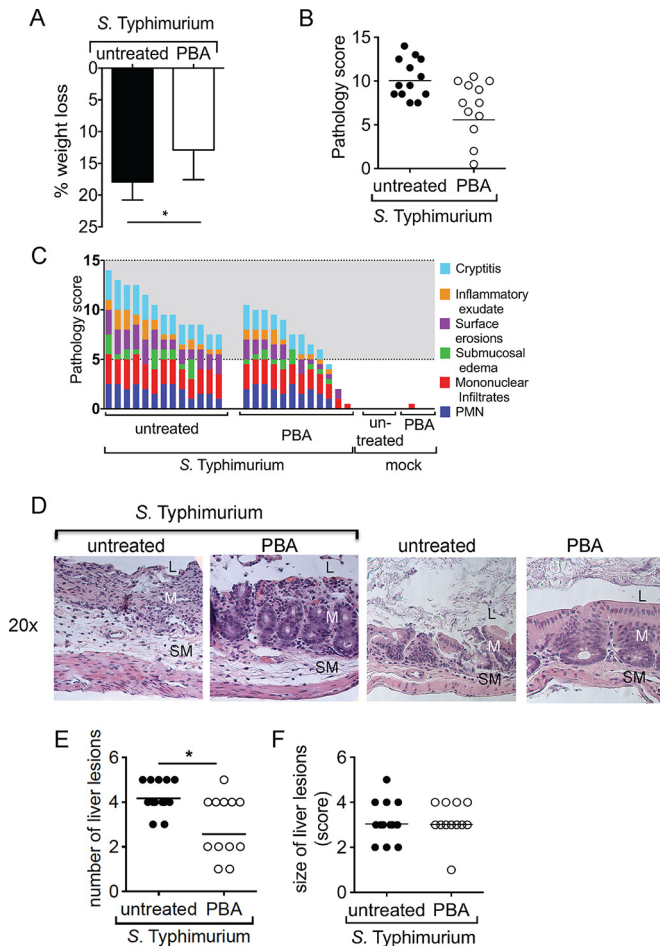 A
S. Typhimurium
untreated PBA
0
5
10
15
20
25
% weight loss
*
B
Pathology score
15
10
5
0
untreated PBA
S. Typhimurium
C
Pathology score
15
10
5
0
Cryptitis
Inflammatory
exudate
Surface
erosions
Submucosal
edema
Mononuclear
Infiltrates
PMN
untreated
PBA
un-
treated
PBA
S. Typhimurium
mock
D
S. Typhimurium
untreated PBA untreated PBA
20x
L
M
SM
L
M
SM
L
M
SM
L
M
SM
E
number of liver lesions
6
4
2
0
*
untreated PBA
S. Typhimurium
F
size of liver lesions
(score)
6
4
2
0
untreated PBA
S. Typhimurium